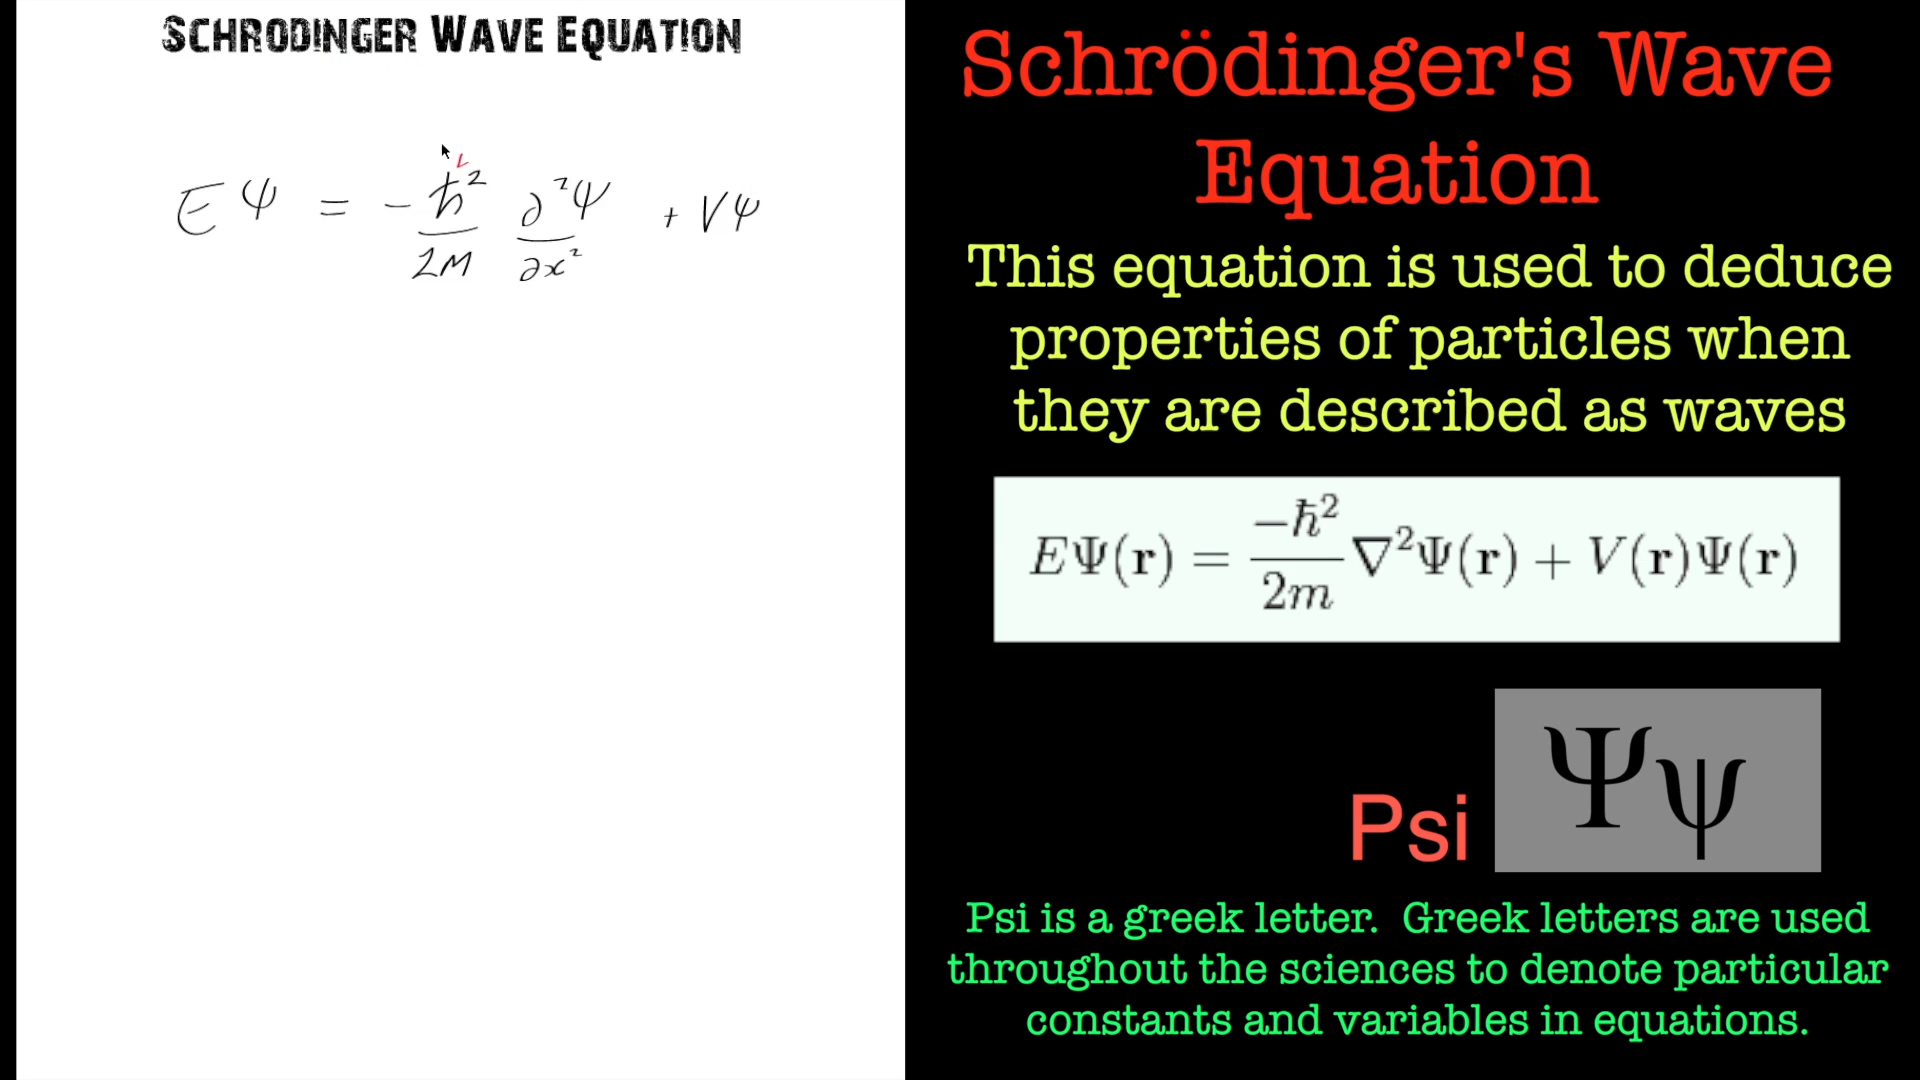 SCHRODINGER WAVE EQUATION
EΨ = -ħ²/2M ∂²Ψ/∂x² + VΨ
Schrödinger's Wave
Equation
This equation is used to deduce
properties of particles when
they are described as waves
EΨ(r) = -ħ²/2m ∇²Ψ(r) + V(r)Ψ(r)
Psi Ψψ
Psi is a greek letter. Greek letters are used
throughout the sciences to denote particular
constants and variables in equations.